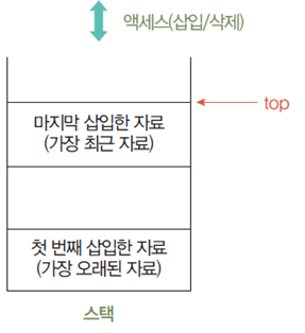 액세스(삽입/삭제)
top
마지막 삽입한 자료
(가장 최근 자료)
첫 번째 삽입한 자료
(가장 오래된 자료)
스택